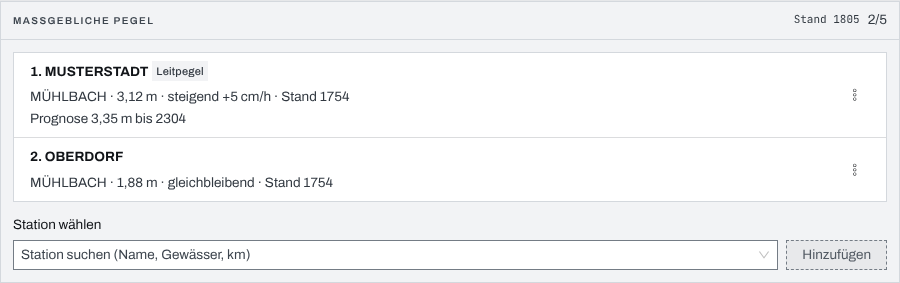 MASSGEBLICHE PEGEL
Stand 1805 2/5
1. MUSTERSTADT Leitpegel
MÜHLBACH · 3,12 m · steigend +5 cm/h · Stand 1754
Prognose 3,35 m bis 2304
2. OBERDORF
MÜHLBACH · 1,88 m · gleichbleibend · Stand 1754
Station wählen
Station suchen (Name, Gewässer, km)
Hinzufügen